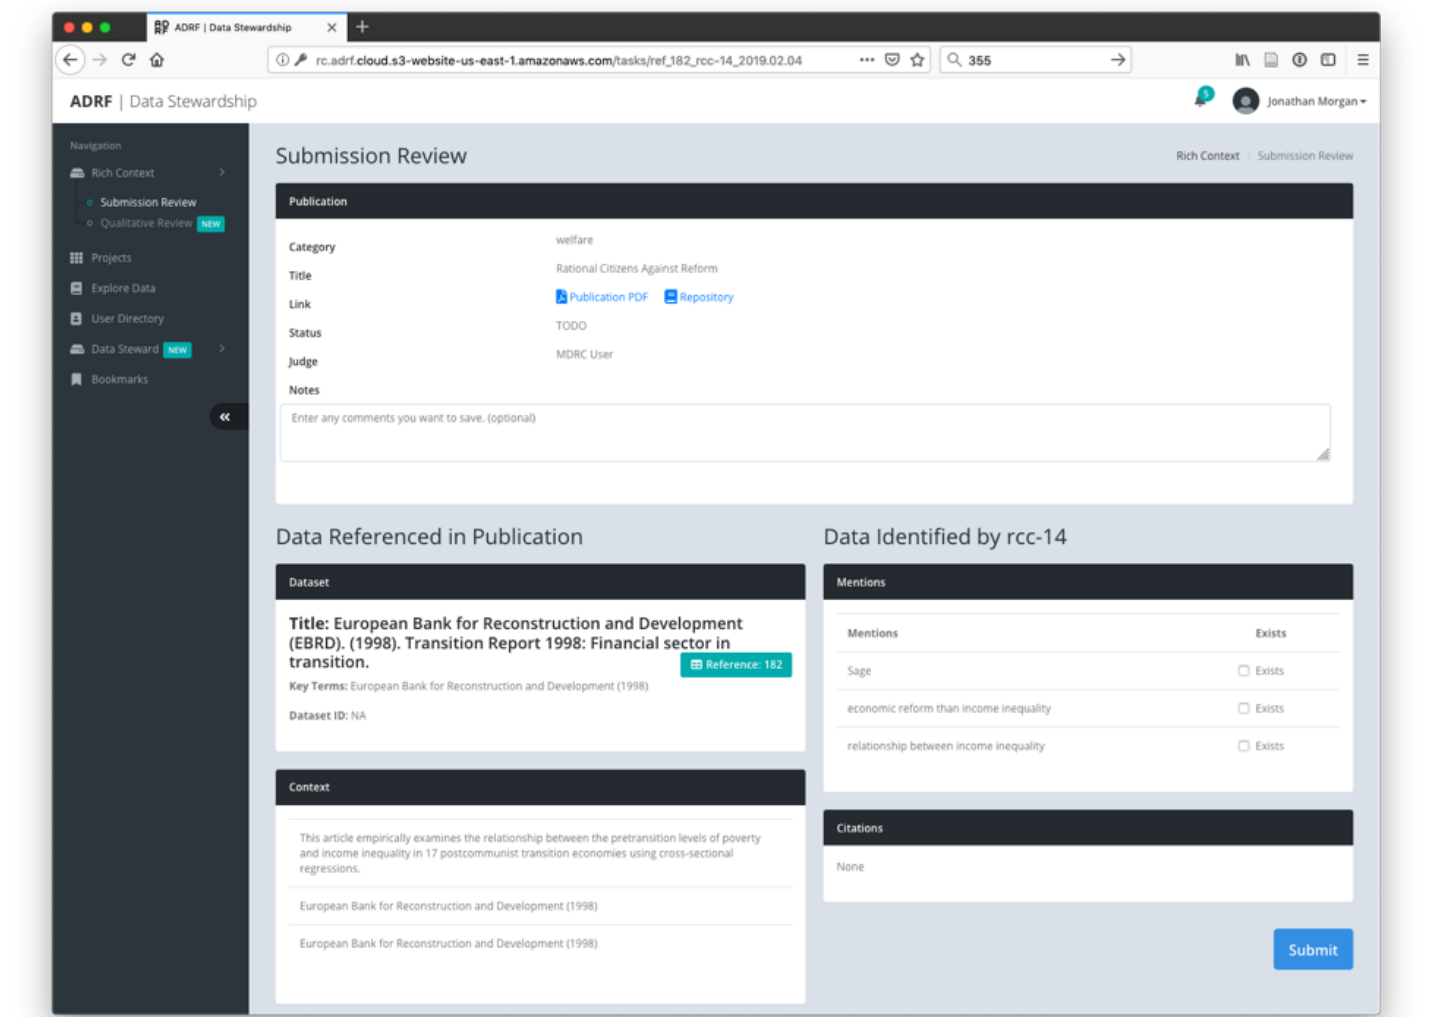 ADRF | Data Stewardship
rc.adrf.cloud.s3-website-us-east-1.amazonaws.com/tasks/ref_182_rcc-14_2019.02.04
355
ADRF | Data Stewardship
5
Jonathan Morgan
Navigation
Rich Context
Submission Review
Qualitative Review NEW
Projects
Explore Data
User Directory
Data Steward NEW
Bookmarks
Submission Review
Rich Context / Submission Review
Publication
Category welfare
Title Rational Citizens Against Reform
Link Publication PDF Repository
Status TODO
Judge MDRC User
Notes
Enter any comments you want to save. (optional)
Data Referenced in Publication
Dataset
Title: European Bank for Reconstruction and Development
(EBRD). (1998). Transition Report 1998: Financial sector in
transition.
Reference: 182
Key Terms: European Bank for Reconstruction and Development (1998)
Dataset ID: NA
Context
This article empirically examines the relationship between the pretransition levels of poverty
and income inequality in 17 postcommunist transition economies using cross-sectional
regressions.
European Bank for Reconstruction and Development (1998)
European Bank for Reconstruction and Development (1998)
Data Identified by rcc-14
Mentions
Mentions Exists
Sage Exists
economic reform than income inequality Exists
relationship between income inequality Exists
Citations
None
Submit